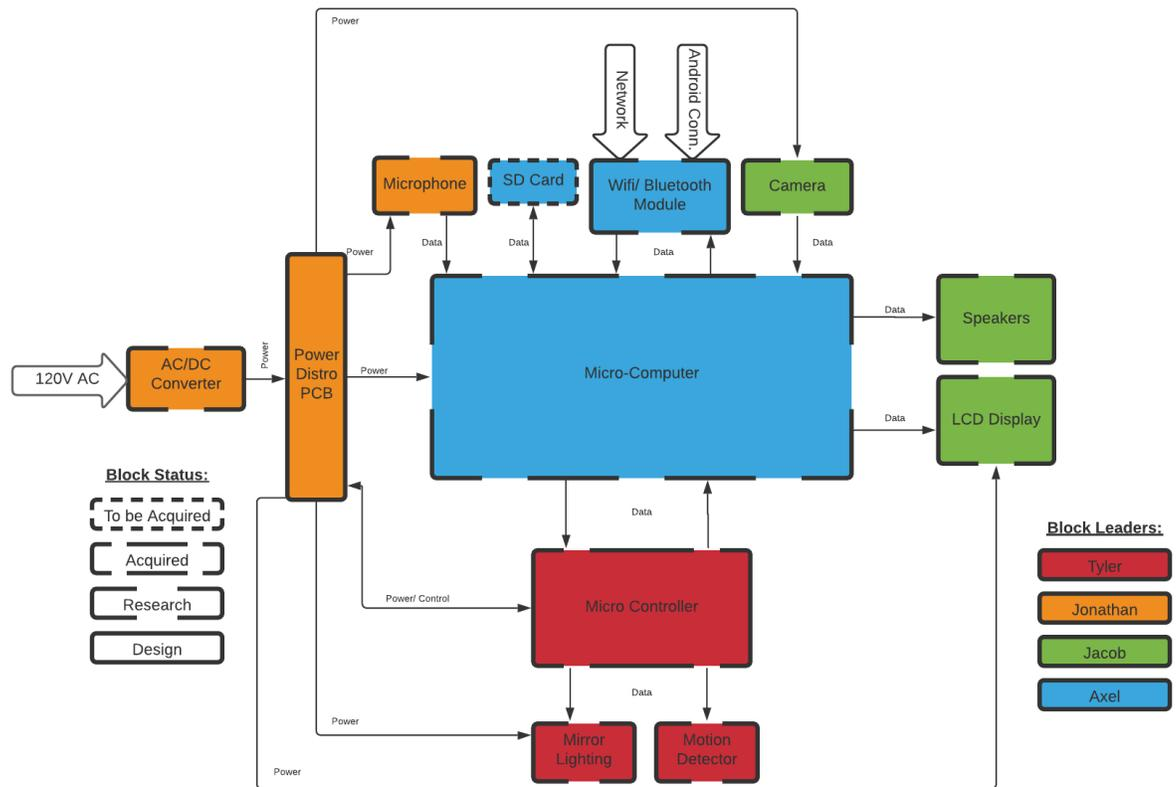 Power
Network
Android Conn.
Microphone
SD Card
Wifi/ Bluetooth
Module
Camera
Power
Data
Data
Data
Data
120V AC
AC/DC
Converter
Power
Power
Distro
PCB
Power
Micro-Computer
Data
Speakers
Data
LCD Display
Block Status:
To be Acquired
Acquired
Research
Design
Data
Power/ Control
Micro Controller
Data
Power
Mirror
Lighting
Motion
Detector
Power
Block Leaders:
Tyler
Jonathan
Jacob
Axel